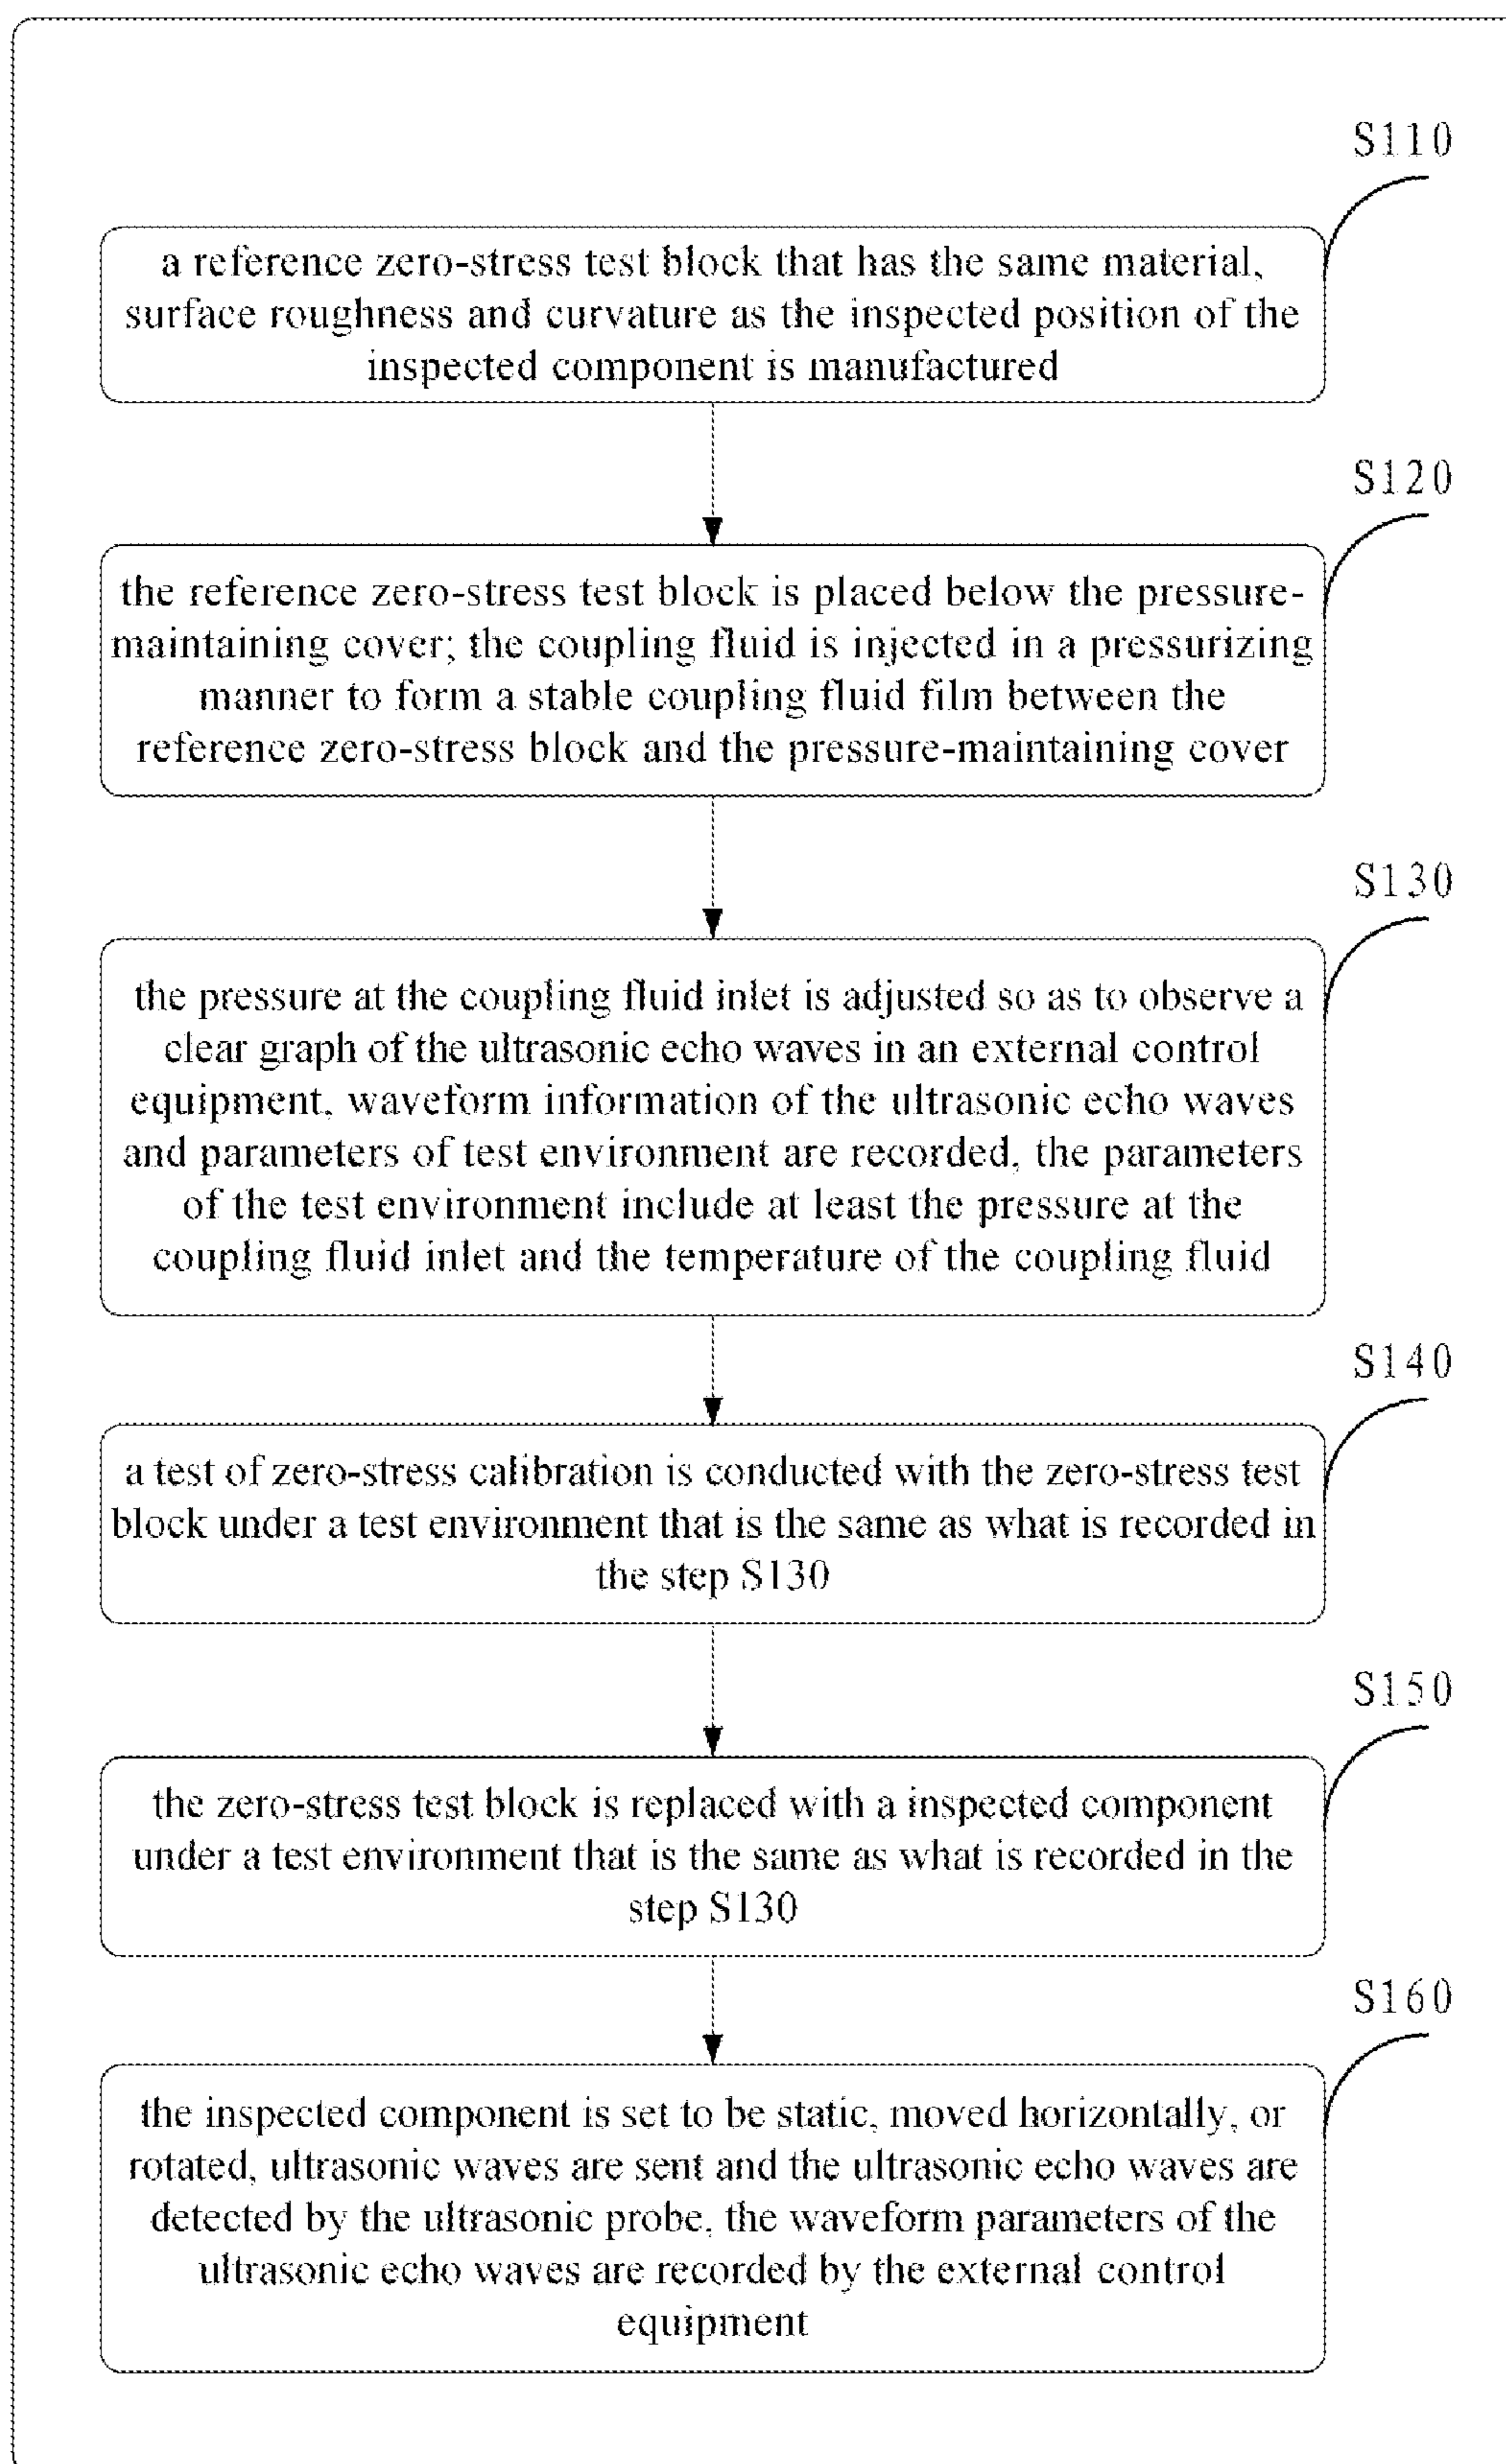 S110
a reference zero-stress test block that has the same material,
surface roughness and curvature as the inspected position of the
inspected component is manufactured
S120
the reference zero-stress test block is placed below the pressure-
maintaining cover; the coupling fluid is injected in a pressurizing
manner to form a stable coupling fluid film between the
reference zero-stress block and the pressure-maintaining cover
S130
the pressure at the coupling fluid inlet is adjusted so as to observe a
clear graph of the ultrasonic echo waves in an external control
equipment, waveform information of the ultrasonic echo waves
and parameters of test environment are recorded, the parameters
of the test environment include at least the pressure at the
coupling fluid inlet and the temperature of the coupling fluid
S140
a test of zero-stress calibration is conducted with the zero-stress test
block under a test environment that is the same as what is recorded in
the step S130
S150
the zero-stress test block is replaced with a inspected component
under a test environment that is the same as what is recorded in the
step S130
S160
the inspected component is set to be static, moved horizontally, or
rotated, ultrasonic waves are sent and the ultrasonic echo waves are
detected by the ultrasonic probe, the waveform parameters of the
ultrasonic echo waves are recorded by the external control
equipment